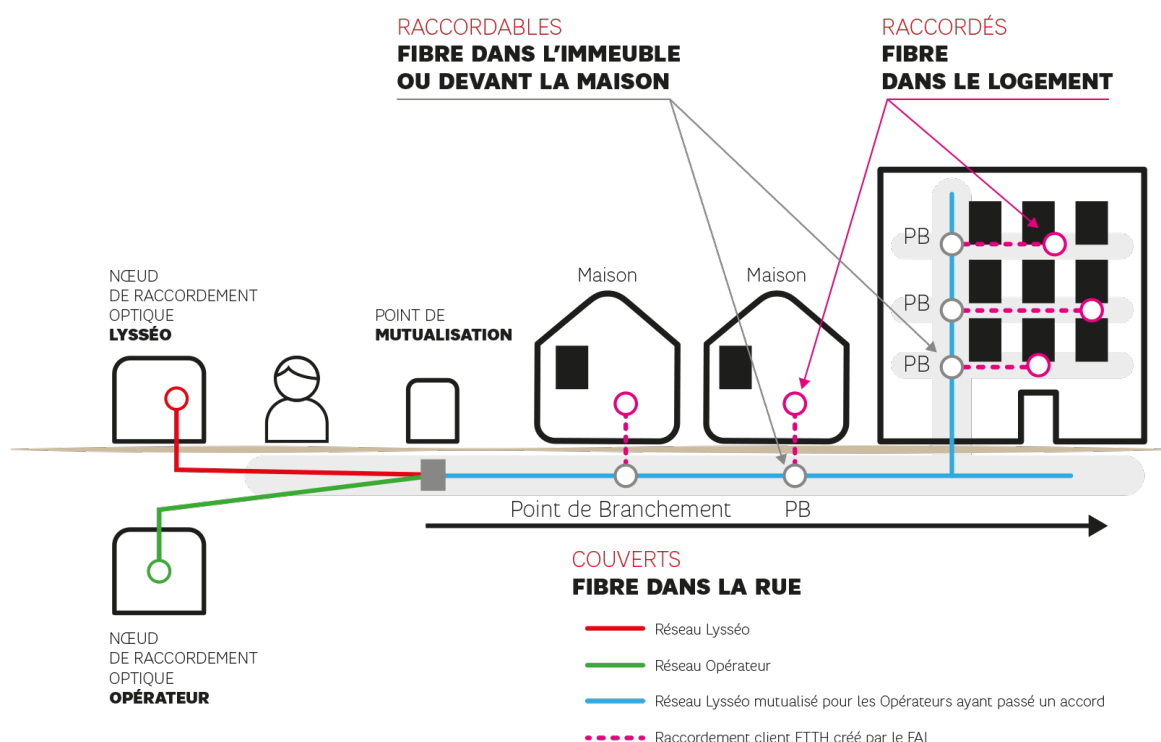 RACCORDABLES
FIBRE DANS L'IMMEUBLE
OU DEVANT LA MAISON
RACCORDÉS
FIBRE
DANS LE LOGEMENT
PB
PB
PB
Maison
Maison
NŒUD
DE RACCORDEMENT
OPTIQUE
LYSSÉO
POINT DE
MUTUALISATION
Point de Branchement
PB
COUVERTS
FIBRE DANS LA RUE
NŒUD
DE RACCORDEMENT
OPTIQUE
OPÉRATEUR
Réseau Lysséo
Réseau Opérateur
Réseau Lysséo mutualisé pour les Opérateurs ayant passé un accord
Raccordement client FTTH créé par le FAI